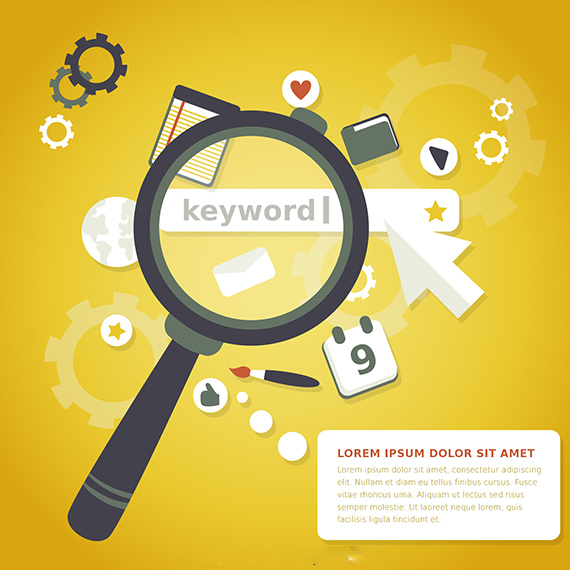 keyword
9
LOREM IPSUM DOLOR SIT AMET
Lorem ipsum dolor sit amet, consectetur adipiscing
elit. Nullam et diam eu turpis finibus cursus. Fusce
vitae rhoncus urna. Aliquam ut lectus sed risus
semper molestie. Ut laoreet neque lorem, quis
facilisis ligula tincidunt et.